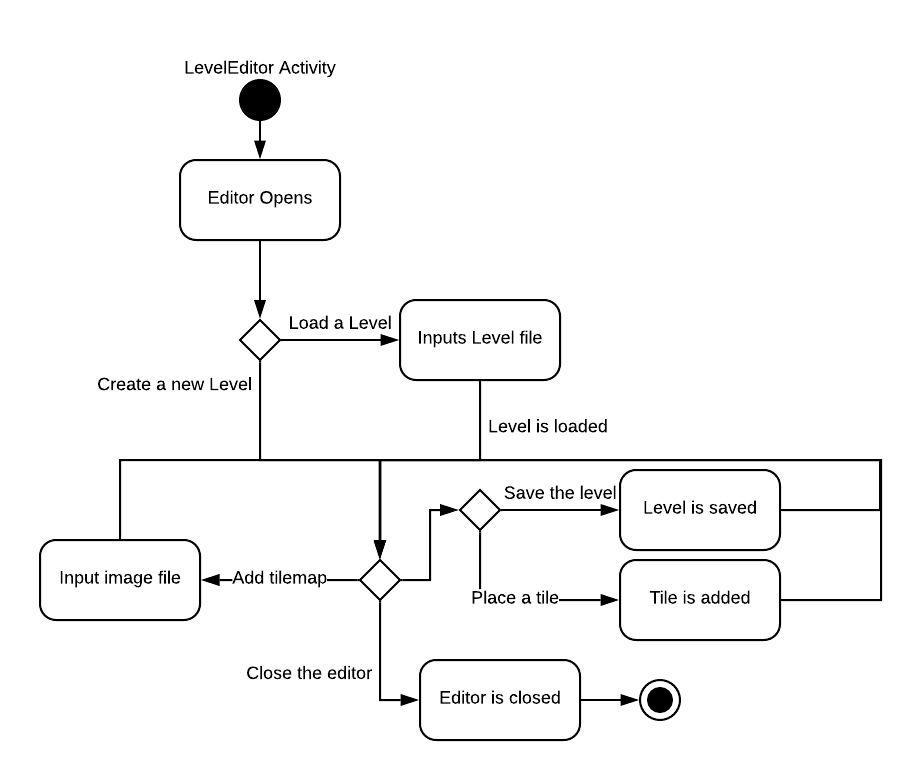 LevelEditor Activity
Editor Opens
Load a Level
Inputs Level file
Create a new Level
Level is loaded
Save the level
Level is saved
Input image file
Add tilemap
Place a tile
Tile is added
Close the editor
Editor is closed